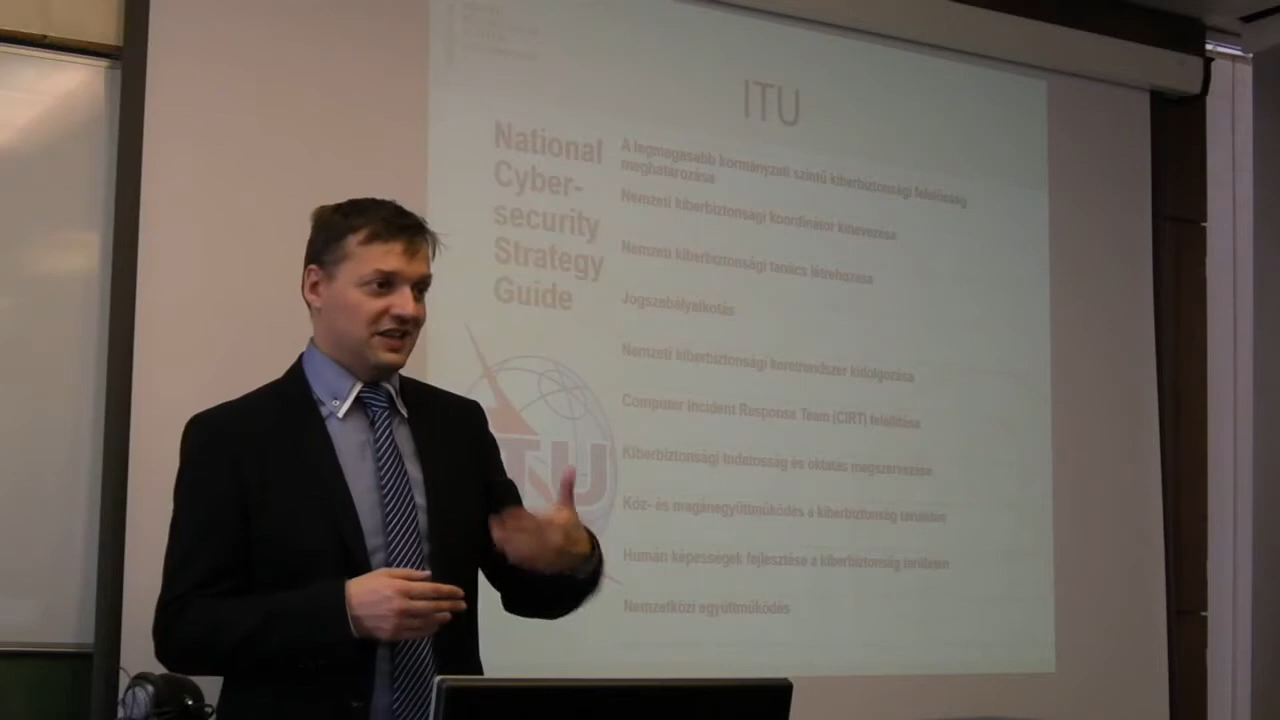 ITU
National
Cyber-
security
Strategy
Guide
A legmagasabb kormányzati szintű kiberbiztonsági felelősség
meghatározása
Nemzeti kiberbiztonsági koordinátor kinevezése
Nemzeti kiberbiztonsági tanács létrehozása
Jogszabályalkotás
Nemzeti kiberbiztonsági keretrendszer kidolgozása
Computer Incident Response Team (CIRT) felállítása
Kiberbiztonsági tudatosság és oktatás megszervezése
Köz- és magánegyüttműködés a kiberbiztonság területén
Humán képességek fejlesztése a kiberbiztonság területén
Nemzetközi együttműködés
ITU